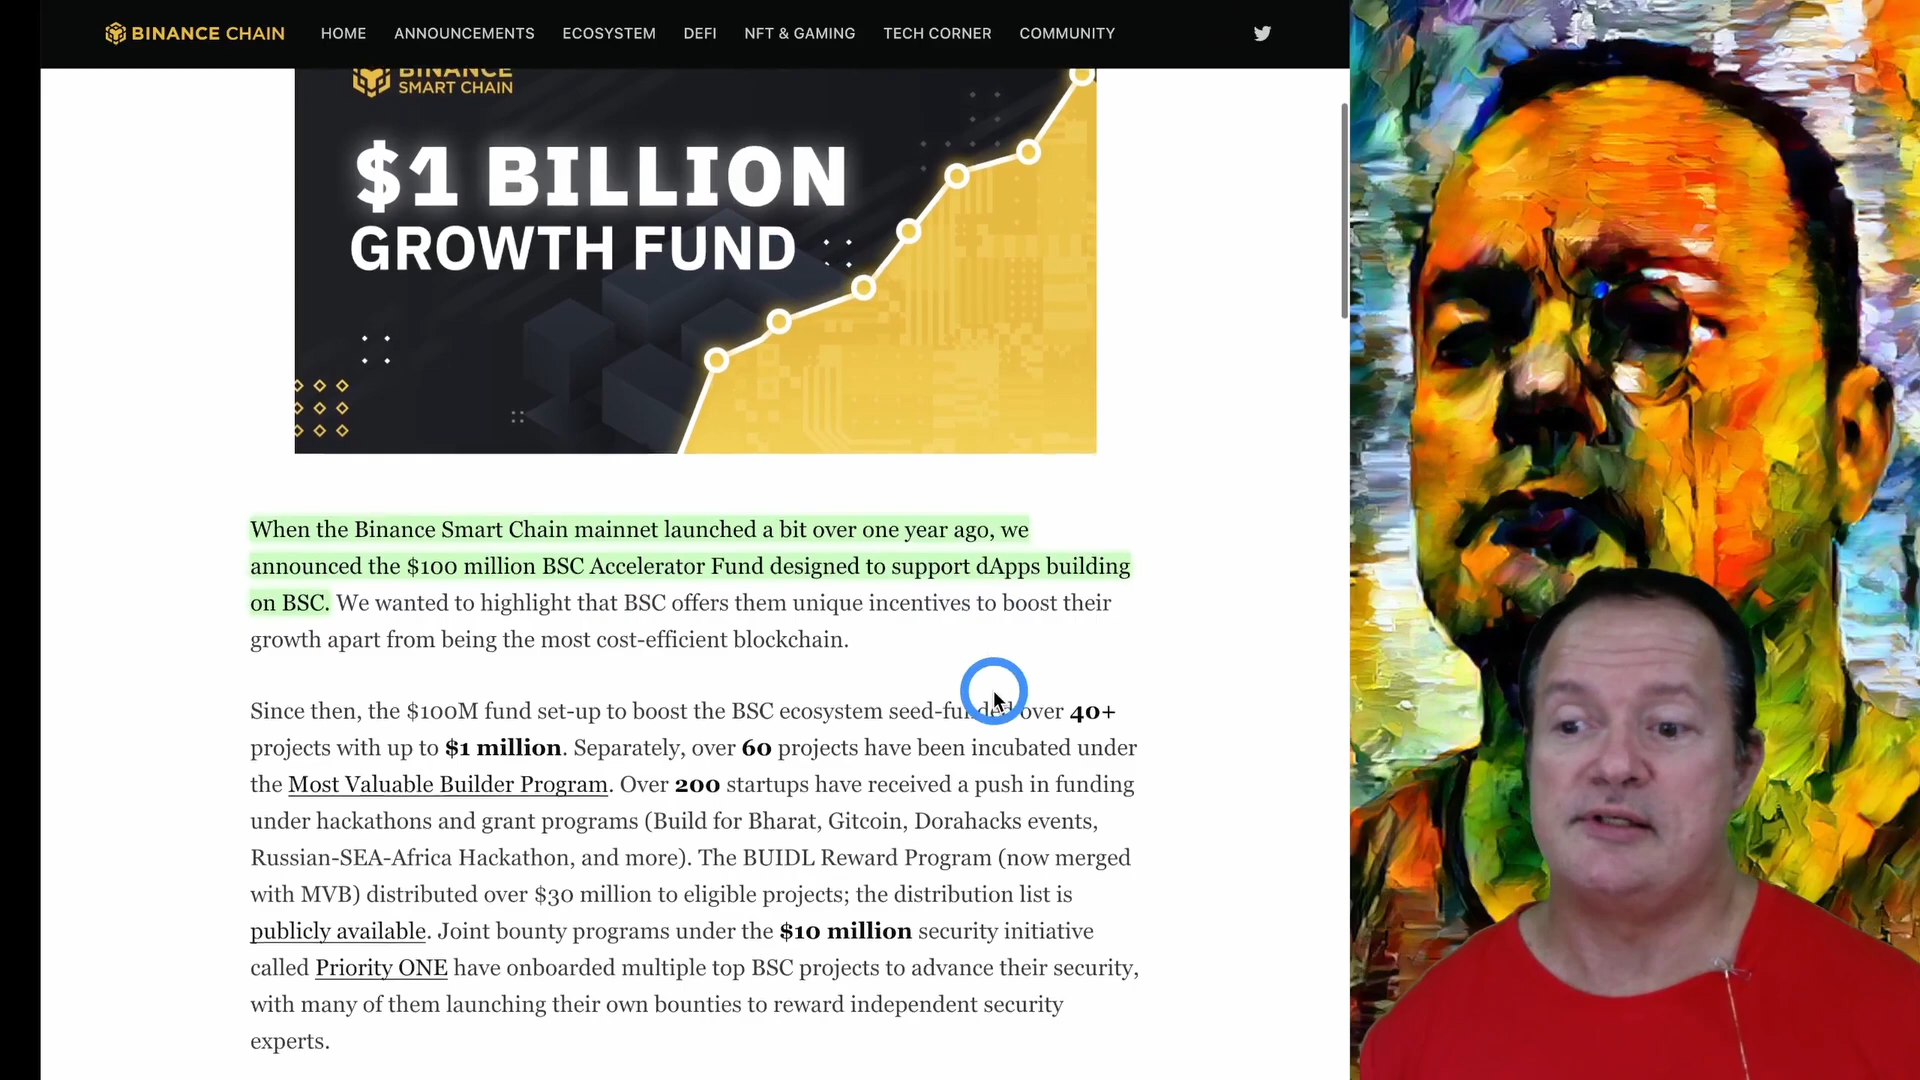 BINANCE CHAIN HOME ANNOUNCEMENTS ECOSYSTEM DEFI NFT & GAMING TECH CORNER COMMUNITY
BINANCE
SMART CHAIN
$1 BILLION
GROWTH FUND
When the Binance Smart Chain mainnet launched a bit over one year ago, we
announced the $100 million BSC Accelerator Fund designed to support dApps building
on BSC. We wanted to highlight that BSC offers them unique incentives to boost their
growth apart from being the most cost-efficient blockchain.
Since then, the $100M fund set-up to boost the BSC ecosystem seed-funded over 40+
projects with up to $1 million. Separately, over 60 projects have been incubated under
the Most Valuable Builder Program. Over 200 startups have received a push in funding
under hackathons and grant programs (Build for Bharat, Gitcoin, Dorahacks events,
Russian-SEA-Africa Hackathon, and more). The BUIDL Reward Program (now merged
with MVB) distributed over $30 million to eligible projects; the distribution list is
publicly available. Joint bounty programs under the $10 million security initiative
called Priority ONE have onboarded multiple top BSC projects to advance their security,
with many of them launching their own bounties to reward independent security
experts.